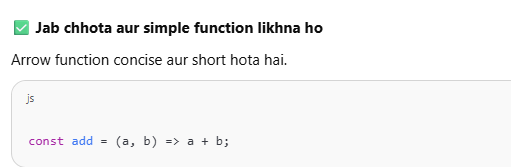 ✅ Jab chhota aur simple function likhna ho
Arrow function concise aur short hota hai.
js
const add = (a, b) => a + b;